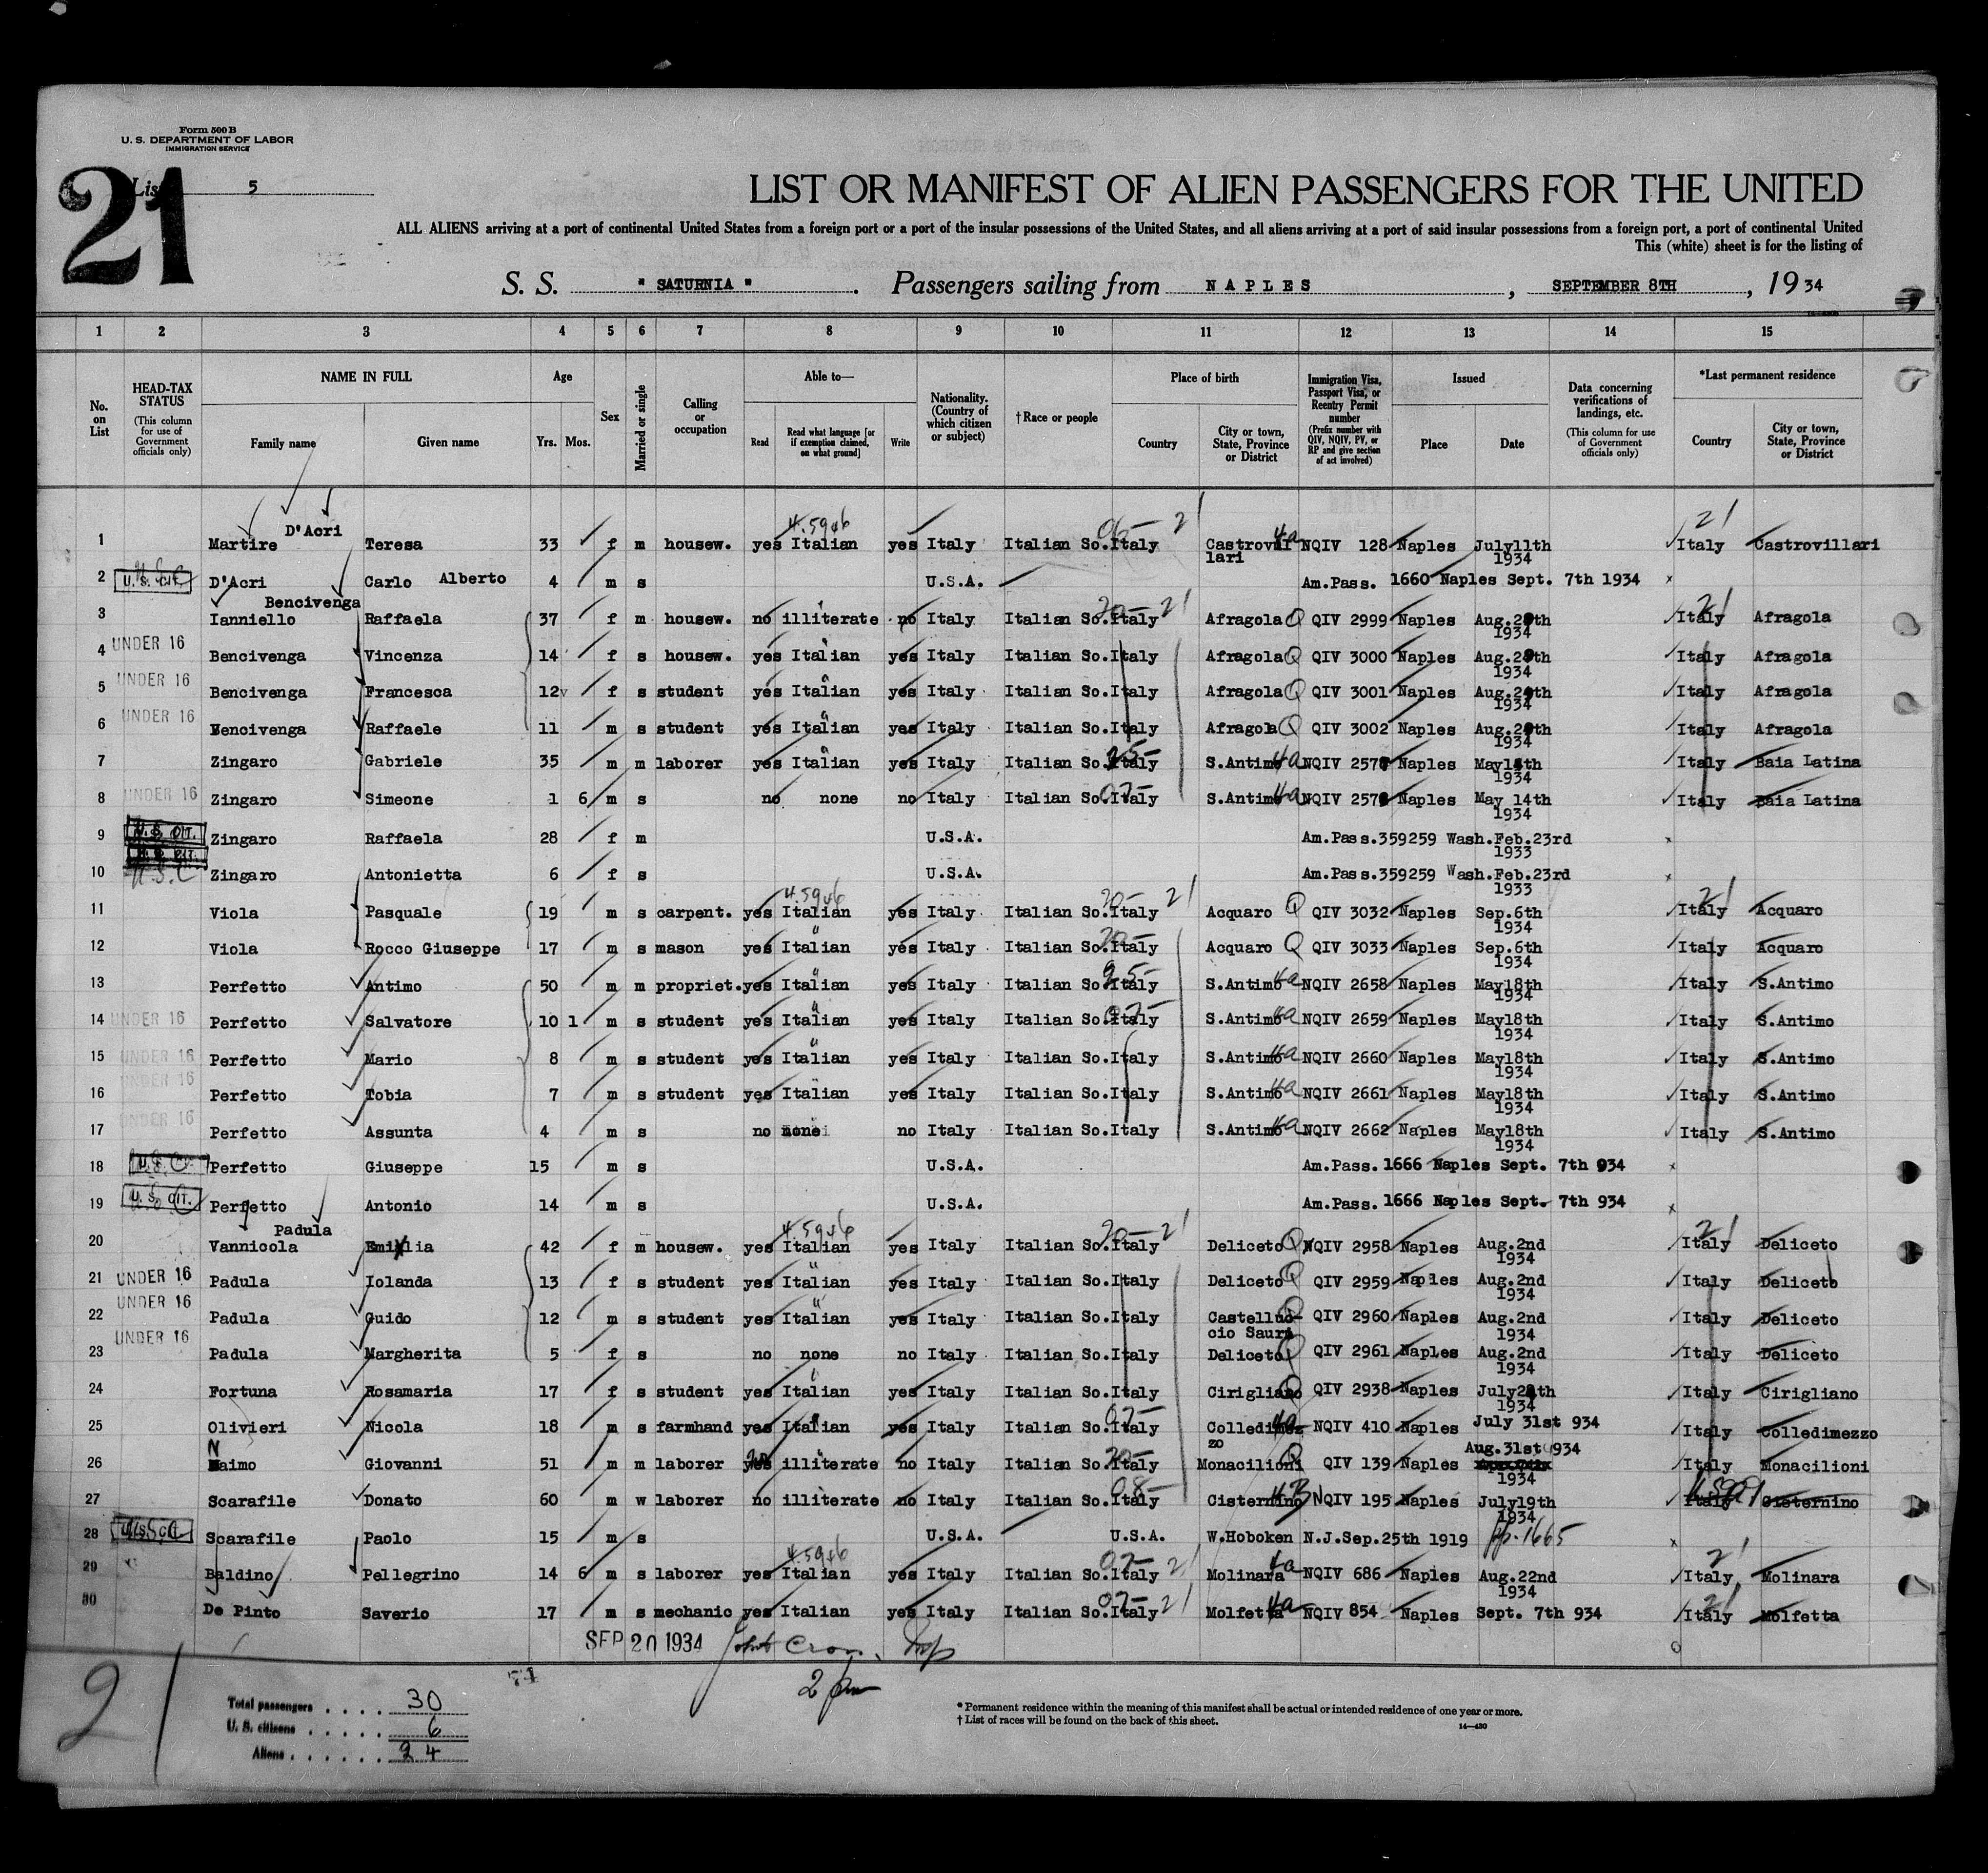 Form 500 B
U. S. DEPARTMENT OF LABOR
IMMIGRATION SERVICE
21
List 5
LIST OR MANIFEST OF ALIEN PASSENGERS FOR THE UNITED
ALL ALIENS arriving at a port of continental United States from a foreign port or a port of the insular possessions of the United States, and all aliens arriving at a port of said insular possessions from a foreign port, a port of continental United
This (white) sheet is for the listing of
S. S. " SATURNIA " . Passengers sailing from N A P L E S , SEPTEMBER 8TH , 19 34
1 2 3 4 5 6 7 8 9 10 11 12 13 14 15
No. on List
HEAD-TAX STATUS (This column for use of Government officials only)
NAME IN FULL Family name Given name
Age Yrs. Mos.
Sex
Married or single
Calling or occupation
Able to— Read Read what language [or if exemption claimed, on what ground] Write
Nationality. (Country of which citizen or subject)
† Race or people
Place of birth Country City or town, State, Province or District
Immigration Visa, Passport Visa, or Reentry Permit number (Prefix number with QIV, NQIV, PV, or RP and give section of act involved)
Issued Place Date
Data concerning verifications of landings, etc. (This column for use of Government officials only)
*Last permanent residence Country City or town, State, Province or District
D'Acri
1 Martire Teresa 33 f m housew. yes Italian yes Italy Italian So. Italy Castrovil lari NQIV 128 Naples July11th 1934 Italy Castrovillari
2 U. S. CIT. D'Acri Carlo Alberto 4 m s U.S.A. Am.Pass. 1660 Naples Sept. 7th 1934
Bencivenga
3 Ianniello Raffaela 37 f m housew. no illiterate no Italy Italian So. Italy Afragola QIV 2999 Naples Aug. 1934 Italy Afragola
4 UNDER 16 Bencivenga Vincenza 14 f s housew. yes Italian yes Italy Italian So. Italy Afragola QIV 3000 Naples Aug. 1934 Italy Afragola
5 UNDER 16 Bencivenga Francesca 12 f s student yes Italian yes Italy Italian So. Italy Afragola QIV 3001 Naples Aug. 1934 Italy Afragola
6 UNDER 16 Bencivenga Raffaele 11 m s student yes Italian yes Italy Italian So. Italy Afragola QIV 3002 Naples Aug. 1934 Italy Afragola
7 Zingaro Gabriele 35 m m laborer yes Italian yes Italy Italian So. Italy S.Antimo NQIV Naples 1934 Italy Baia Latina
8 UNDER 16 Zingaro Simeone 1 6 m s no none no Italy Italian So. Italy S.Antimo NQIV Naples May 14th 1934 Italy Baia Latina
9 U. S. CIT. Zingaro Raffaela 28 f m U.S.A. Am.Pass.359259 Wash.Feb.23rd 1933
10 U. S. CIT. U.S.C Zingaro Antonietta 6 f s U.S.A. Am.Pass.359259 Wash.Feb.23rd 1933
11 Viola Pasquale 19 m s carpent. yes Italian yes Italy Italian So. Italy Acquaro Q QIV 3032 Naples Sep.6th 1934 Italy Acquaro
12 Viola Rocco Giuseppe 17 m s mason yes Italian yes Italy Italian So. Italy Acquaro Q QIV 3033 Naples Sep.6th 1934 Italy Acquaro
13 Perfetto Antimo 50 m m propriet. yes Italian yes Italy Italian So. Italy S.Antimo NQIV 2658 Naples May18th 1934 Italy S.Antimo
14 UNDER 16 Perfetto Salvatore 10 1 m s student yes Italian yes Italy Italian So. Italy S.Antimo NQIV 2659 Naples May18th 1934 Italy S.Antimo
15 UNDER 16 Perfetto Mario 8 m s student yes Italian yes Italy Italian So. Italy S.Antimo NQIV 2660 Naples May18th 1934 Italy S.Antimo
16 UNDER 16 Perfetto Tobia 7 m s student yes Italian yes Italy Italian So. Italy S.Antimo NQIV 2661 Naples May18th 1934 Italy S.Antimo
17 UNDER 16 Perfetto Assunta 4 m s no none no Italy Italian So. Italy S.Antimo NQIV 2662 Naples May18th 1934 Italy S.Antimo
18 Perfetto Giuseppe 15 m s U.S.A. Am.Pass. 1666 Naples Sept. 7th 934
19 U. S. CIT. Perfetto Antonio 14 m s U.S.A. Am.Pass. 1666 Naples Sept. 7th 934
Padula
20 Vannicola Emilia 42 f m housew. yes Italian yes Italy Italian So. Italy Deliceto QIV 2958 Naples Aug.2nd 1934 Italy Deliceto
21 UNDER 16 Padula Iolanda 13 f s student yes Italian yes Italy Italian So. Italy Deliceto QIV 2959 Naples Aug.2nd 1934 Italy Deliceto
22 UNDER 16 Padula Guido 12 m s student yes Italian yes Italy Italian So. Italy Castelluc- cio Sauri QIV 2960 Naples Aug.2nd 1934 Italy Deliceto
23 UNDER 16 Padula Margherita 5 f s no none no Italy Italian So. Italy Deliceto QIV 2961 Naples Aug.2nd 1934 Italy Deliceto
24 Fortuna Rosamaria 17 f s student yes Italian yes Italy Italian So. Italy Cirigliano QIV 2938 Naples 1934 Italy Cirigliano
25 Olivieri Nicola 18 m s farmhand yes Italian yes Italy Italian So. Italy Colledimez zo NQIV 410 Naples July 31st 934 Italy Colledimezzo
26 Naimo Giovanni 51 m m laborer no illiterate no Italy Italian So. Italy Monacilioni QIV 139 Naples Aug.31st 934 1934 Italy Monacilioni
27 Scarafile Donato 60 m w laborer no illiterate no Italy Italian So. Italy Cisternino NQIV 195 Naples July19th 1934 Italy Cisternino
28 Scarafile Paolo 15 m s U.S.A. U.S.A. W.Hoboken N.J.Sep.25th 1919 pp.1665
29 Baldino Pellegrino 14 6 m s laborer yes Italian yes Italy Italian So. Italy Molinara NQIV 686 Naples Aug.22nd 1934 Italy Molinara
30 De Pinto Saverio 17 m s mechanic yes Italian yes Italy Italian So. Italy Molfetta NQIV 854 Naples Sept. 7th 934 Italy Molfetta
SEP 20 1934
2 pm
21
Total passengers . . . . 30
U. S. citizens . . . . . 6
Aliens . . . . . . 24
* Permanent residence within the meaning of this manifest shall be actual or intended residence of one year or more.
† List of races will be found on the back of this sheet.
14—430